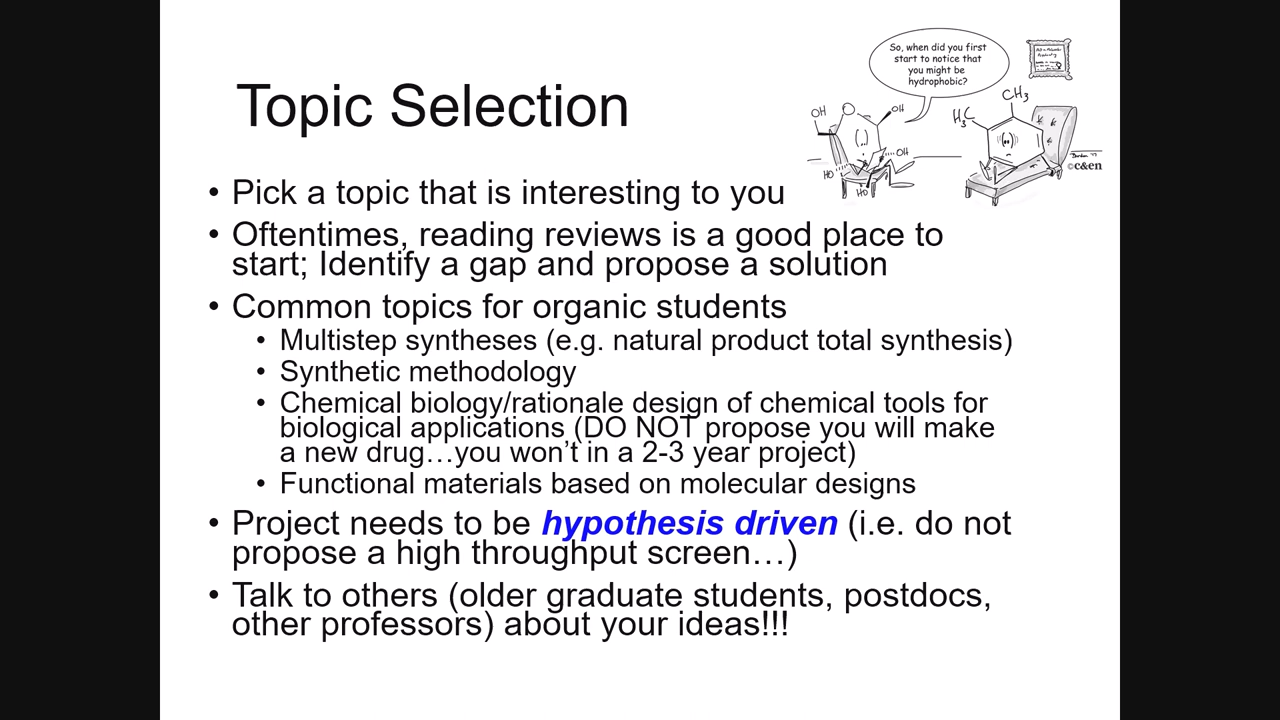 So, when did you first
start to notice that
you might be
hydrophobic?
Topic Selection
OH
O
OH
OH
HO
HO
H3C
CH3
©c&en
• Pick a topic that is interesting to you
• Oftentimes, reading reviews is a good place to
start; Identify a gap and propose a solution
• Common topics for organic students
• Multistep syntheses (e.g. natural product total synthesis)
• Synthetic methodology
• Chemical biology/rationale design of chemical tools for
biological applications (DO NOT propose you will make
a new drug…you won’t in a 2-3 year project)
• Functional materials based on molecular designs
• Project needs to be hypothesis driven (i.e. do not
propose a high throughput screen…)
• Talk to others (older graduate students, postdocs,
other professors) about your ideas!!!